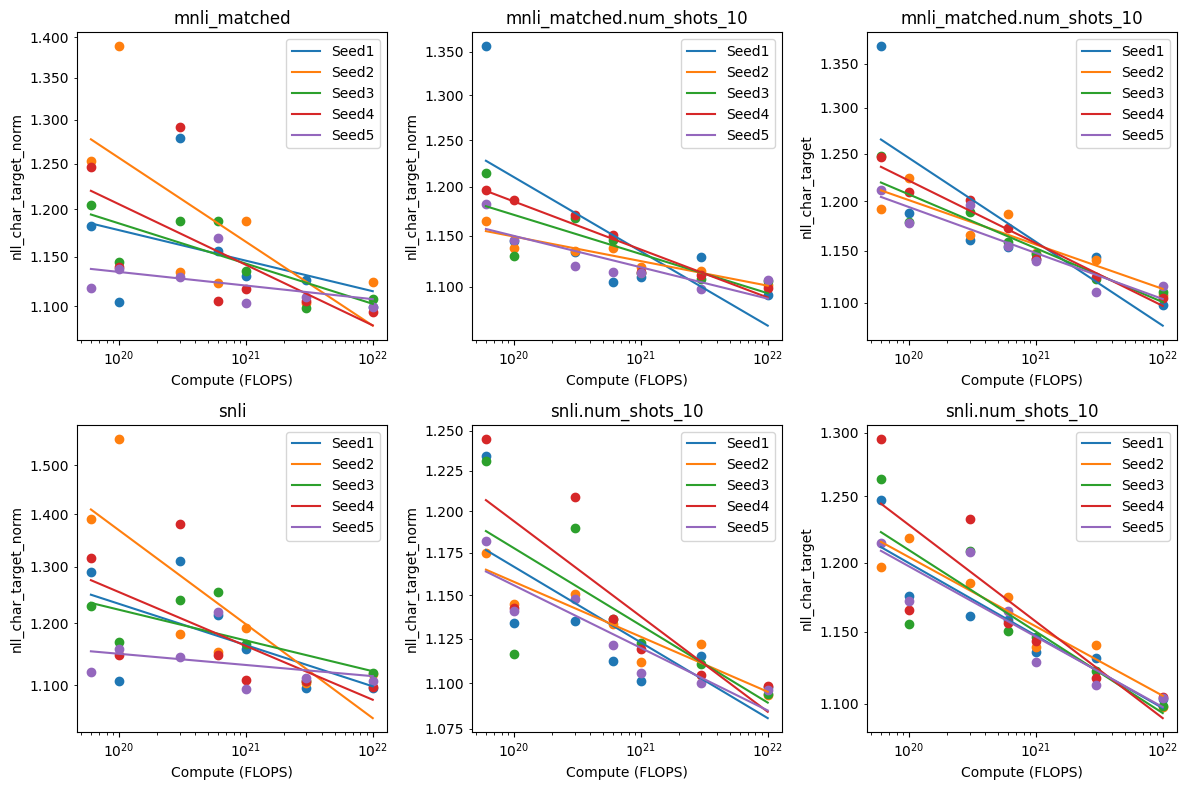 mnli_matched
nll_char_target_norm
1.400
1.350
1.300
1.250
1.200
1.150
1.100
Seed1
Seed2
Seed3
Seed4
Seed5
10^20
10^21
10^22
Compute (FLOPS)
mnli_matched.num_shots_10
nll_char_target_norm
1.350
1.300
1.250
1.200
1.150
1.100
Seed1
Seed2
Seed3
Seed4
Seed5
10^20
10^21
10^22
Compute (FLOPS)
mnli_matched.num_shots_10
nll_char_target
1.350
1.300
1.250
1.200
1.150
1.100
Seed1
Seed2
Seed3
Seed4
Seed5
10^20
10^21
10^22
Compute (FLOPS)
snli
nll_char_target_norm
1.500
1.400
1.300
1.200
1.100
Seed1
Seed2
Seed3
Seed4
Seed5
10^20
10^21
10^22
Compute (FLOPS)
snli.num_shots_10
nll_char_target_norm
1.250
1.225
1.200
1.175
1.150
1.125
1.100
1.075
Seed1
Seed2
Seed3
Seed4
Seed5
10^20
10^21
10^22
Compute (FLOPS)
snli.num_shots_10
nll_char_target
1.300
1.250
1.200
1.150
1.100
Seed1
Seed2
Seed3
Seed4
Seed5
10^20
10^21
10^22
Compute (FLOPS)